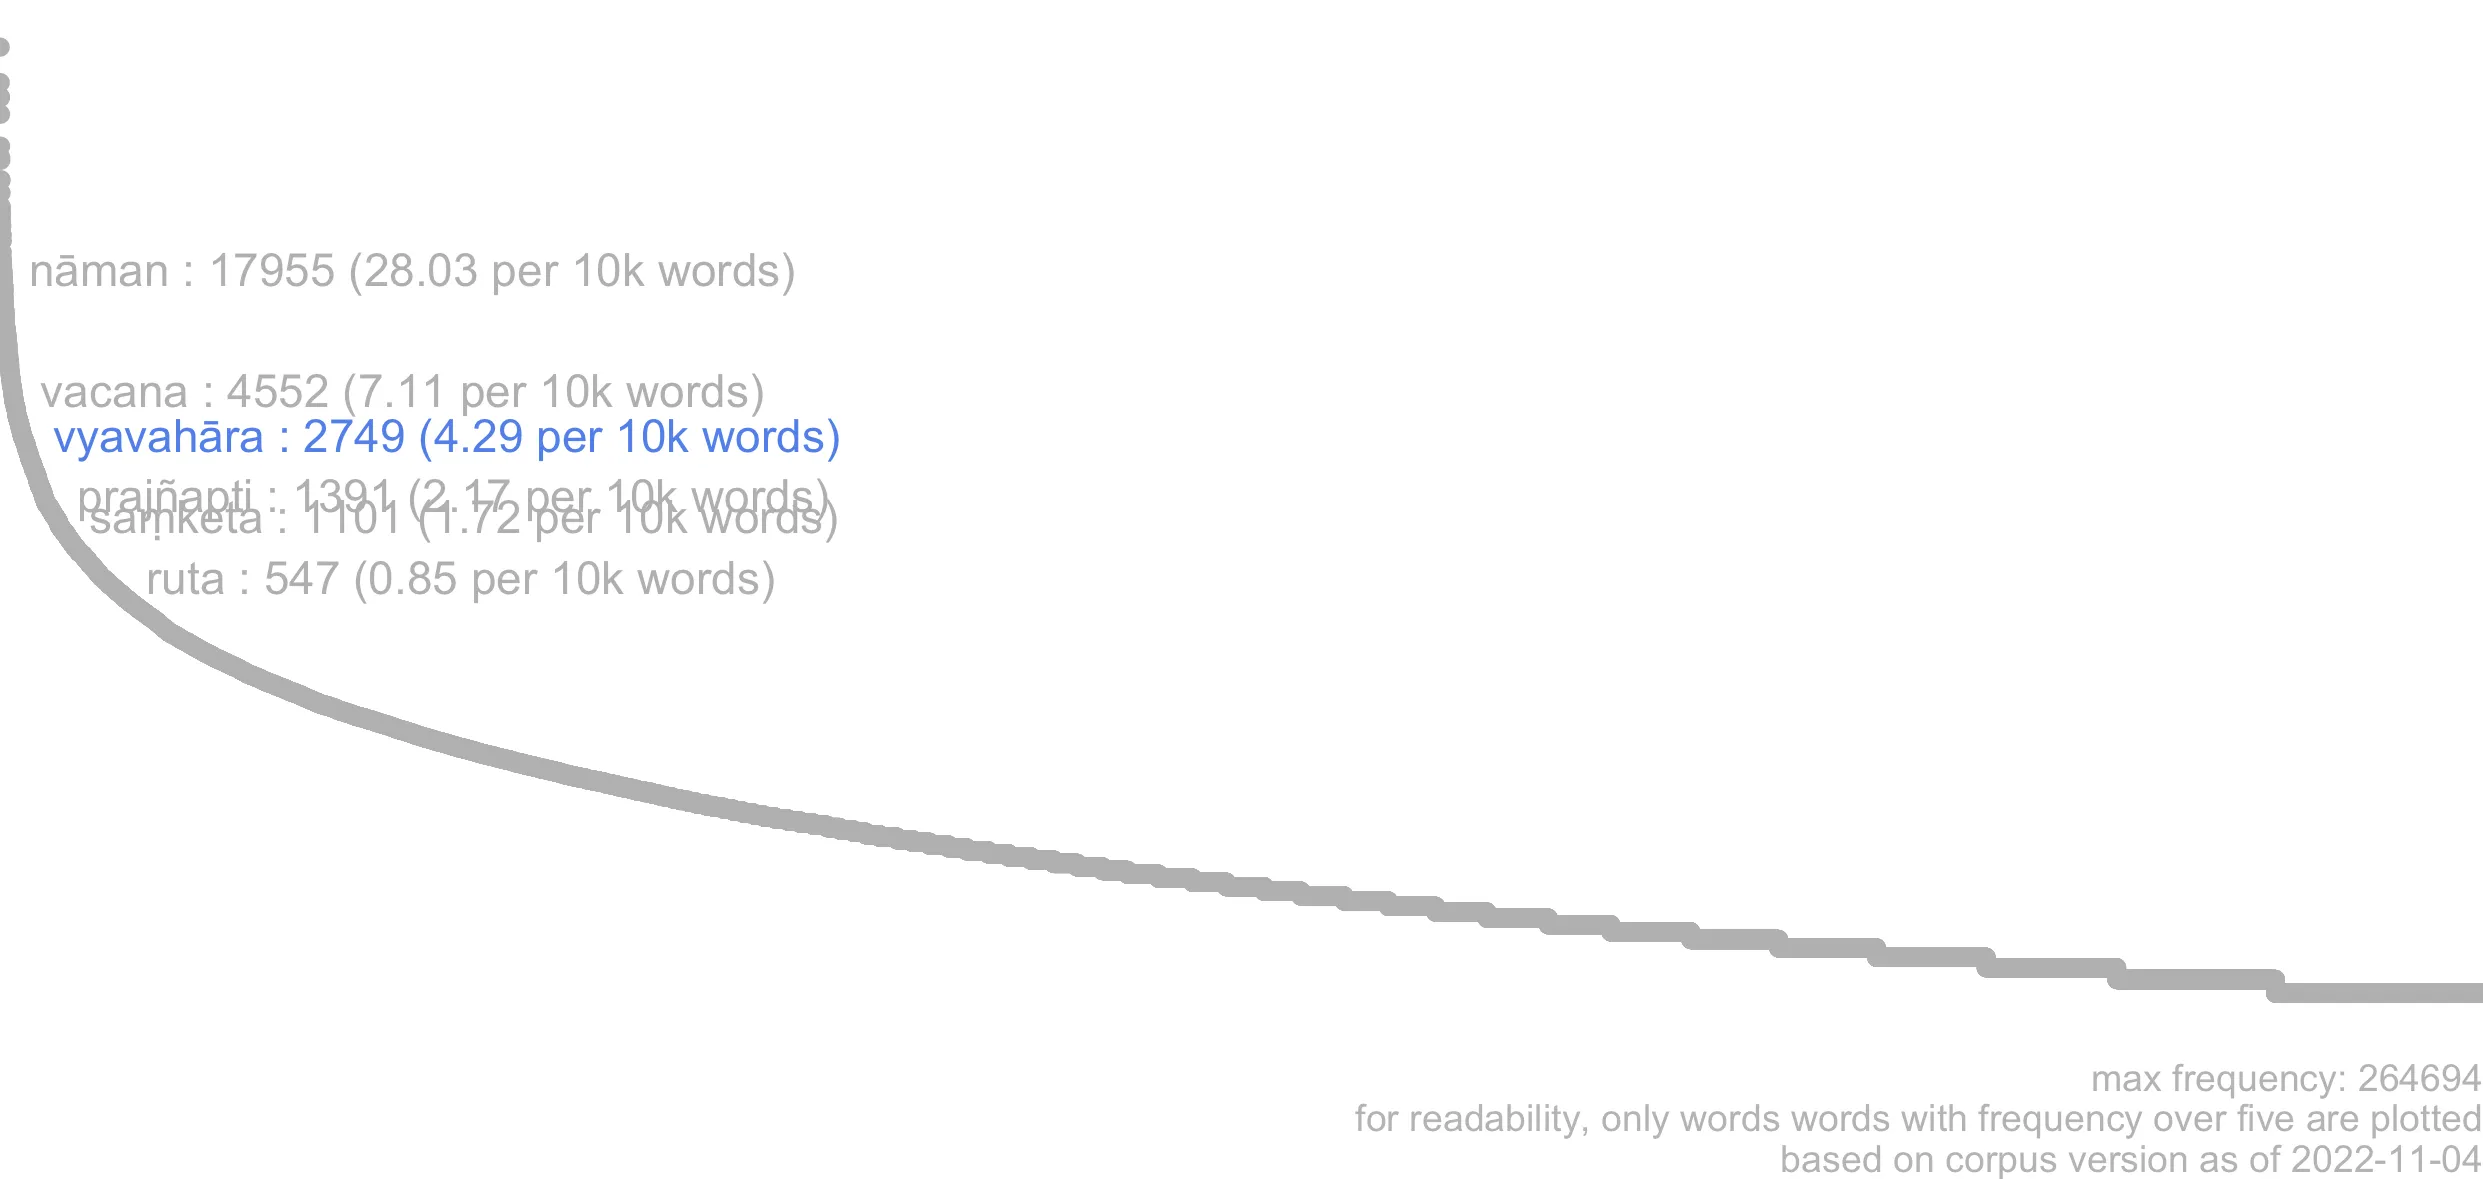 nāman : 17955 (28.03 per 10k words)
vacana : 4552 (7.11 per 10k words)
vyavahāra : 2749 (4.29 per 10k words)
prajñapti : 1391 (2.17 per 10k words)
saṃketa : 1101 (1.72 per 10k words)
ruta : 547 (0.85 per 10k words)
max frequency: 264694
for readability, only words words with frequency over five are plotted
based on corpus version as of 2022-11-04